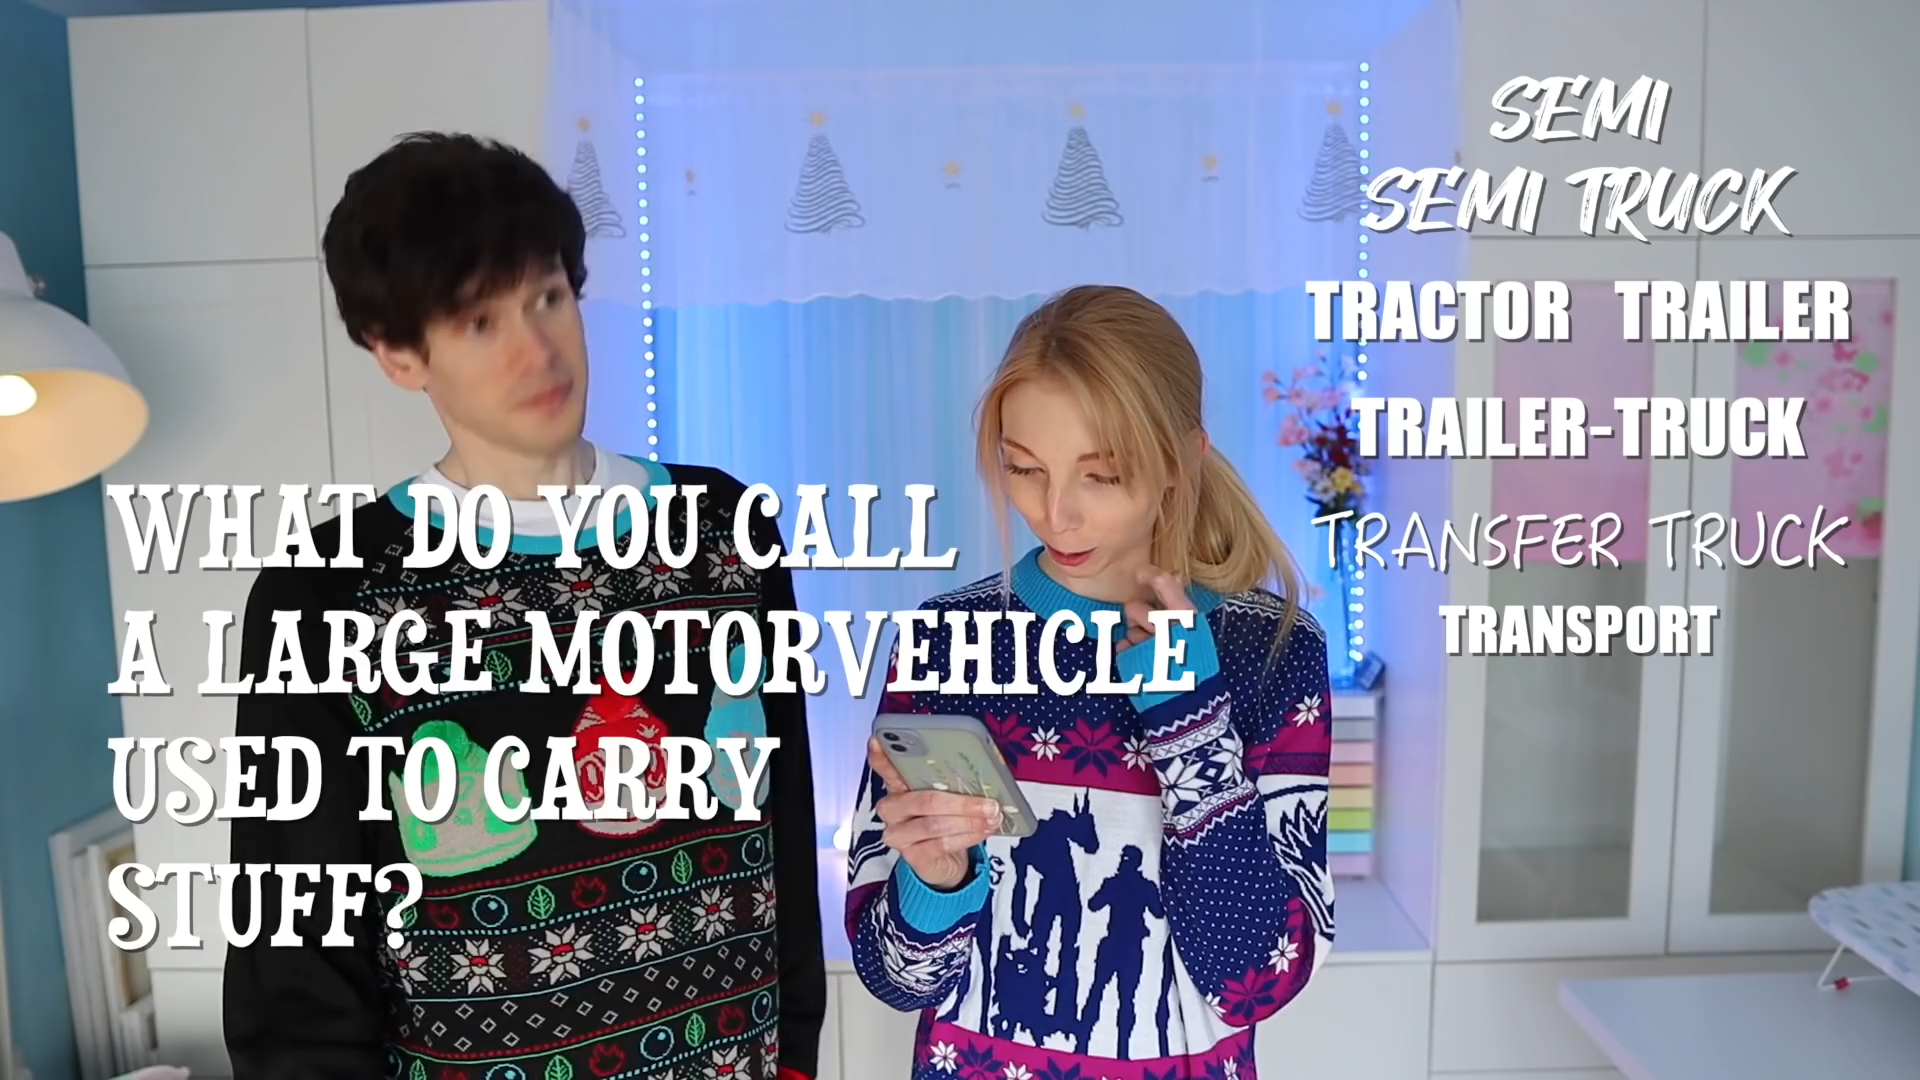 WHAT DO YOU CALL
A LARGE MOTORVEHICLE
USED TO CARRY
STUFF?
SEMI
SEMI TRUCK
TRACTOR TRAILER
TRAILER-TRUCK
TRANSFER TRUCK
TRANSPORT